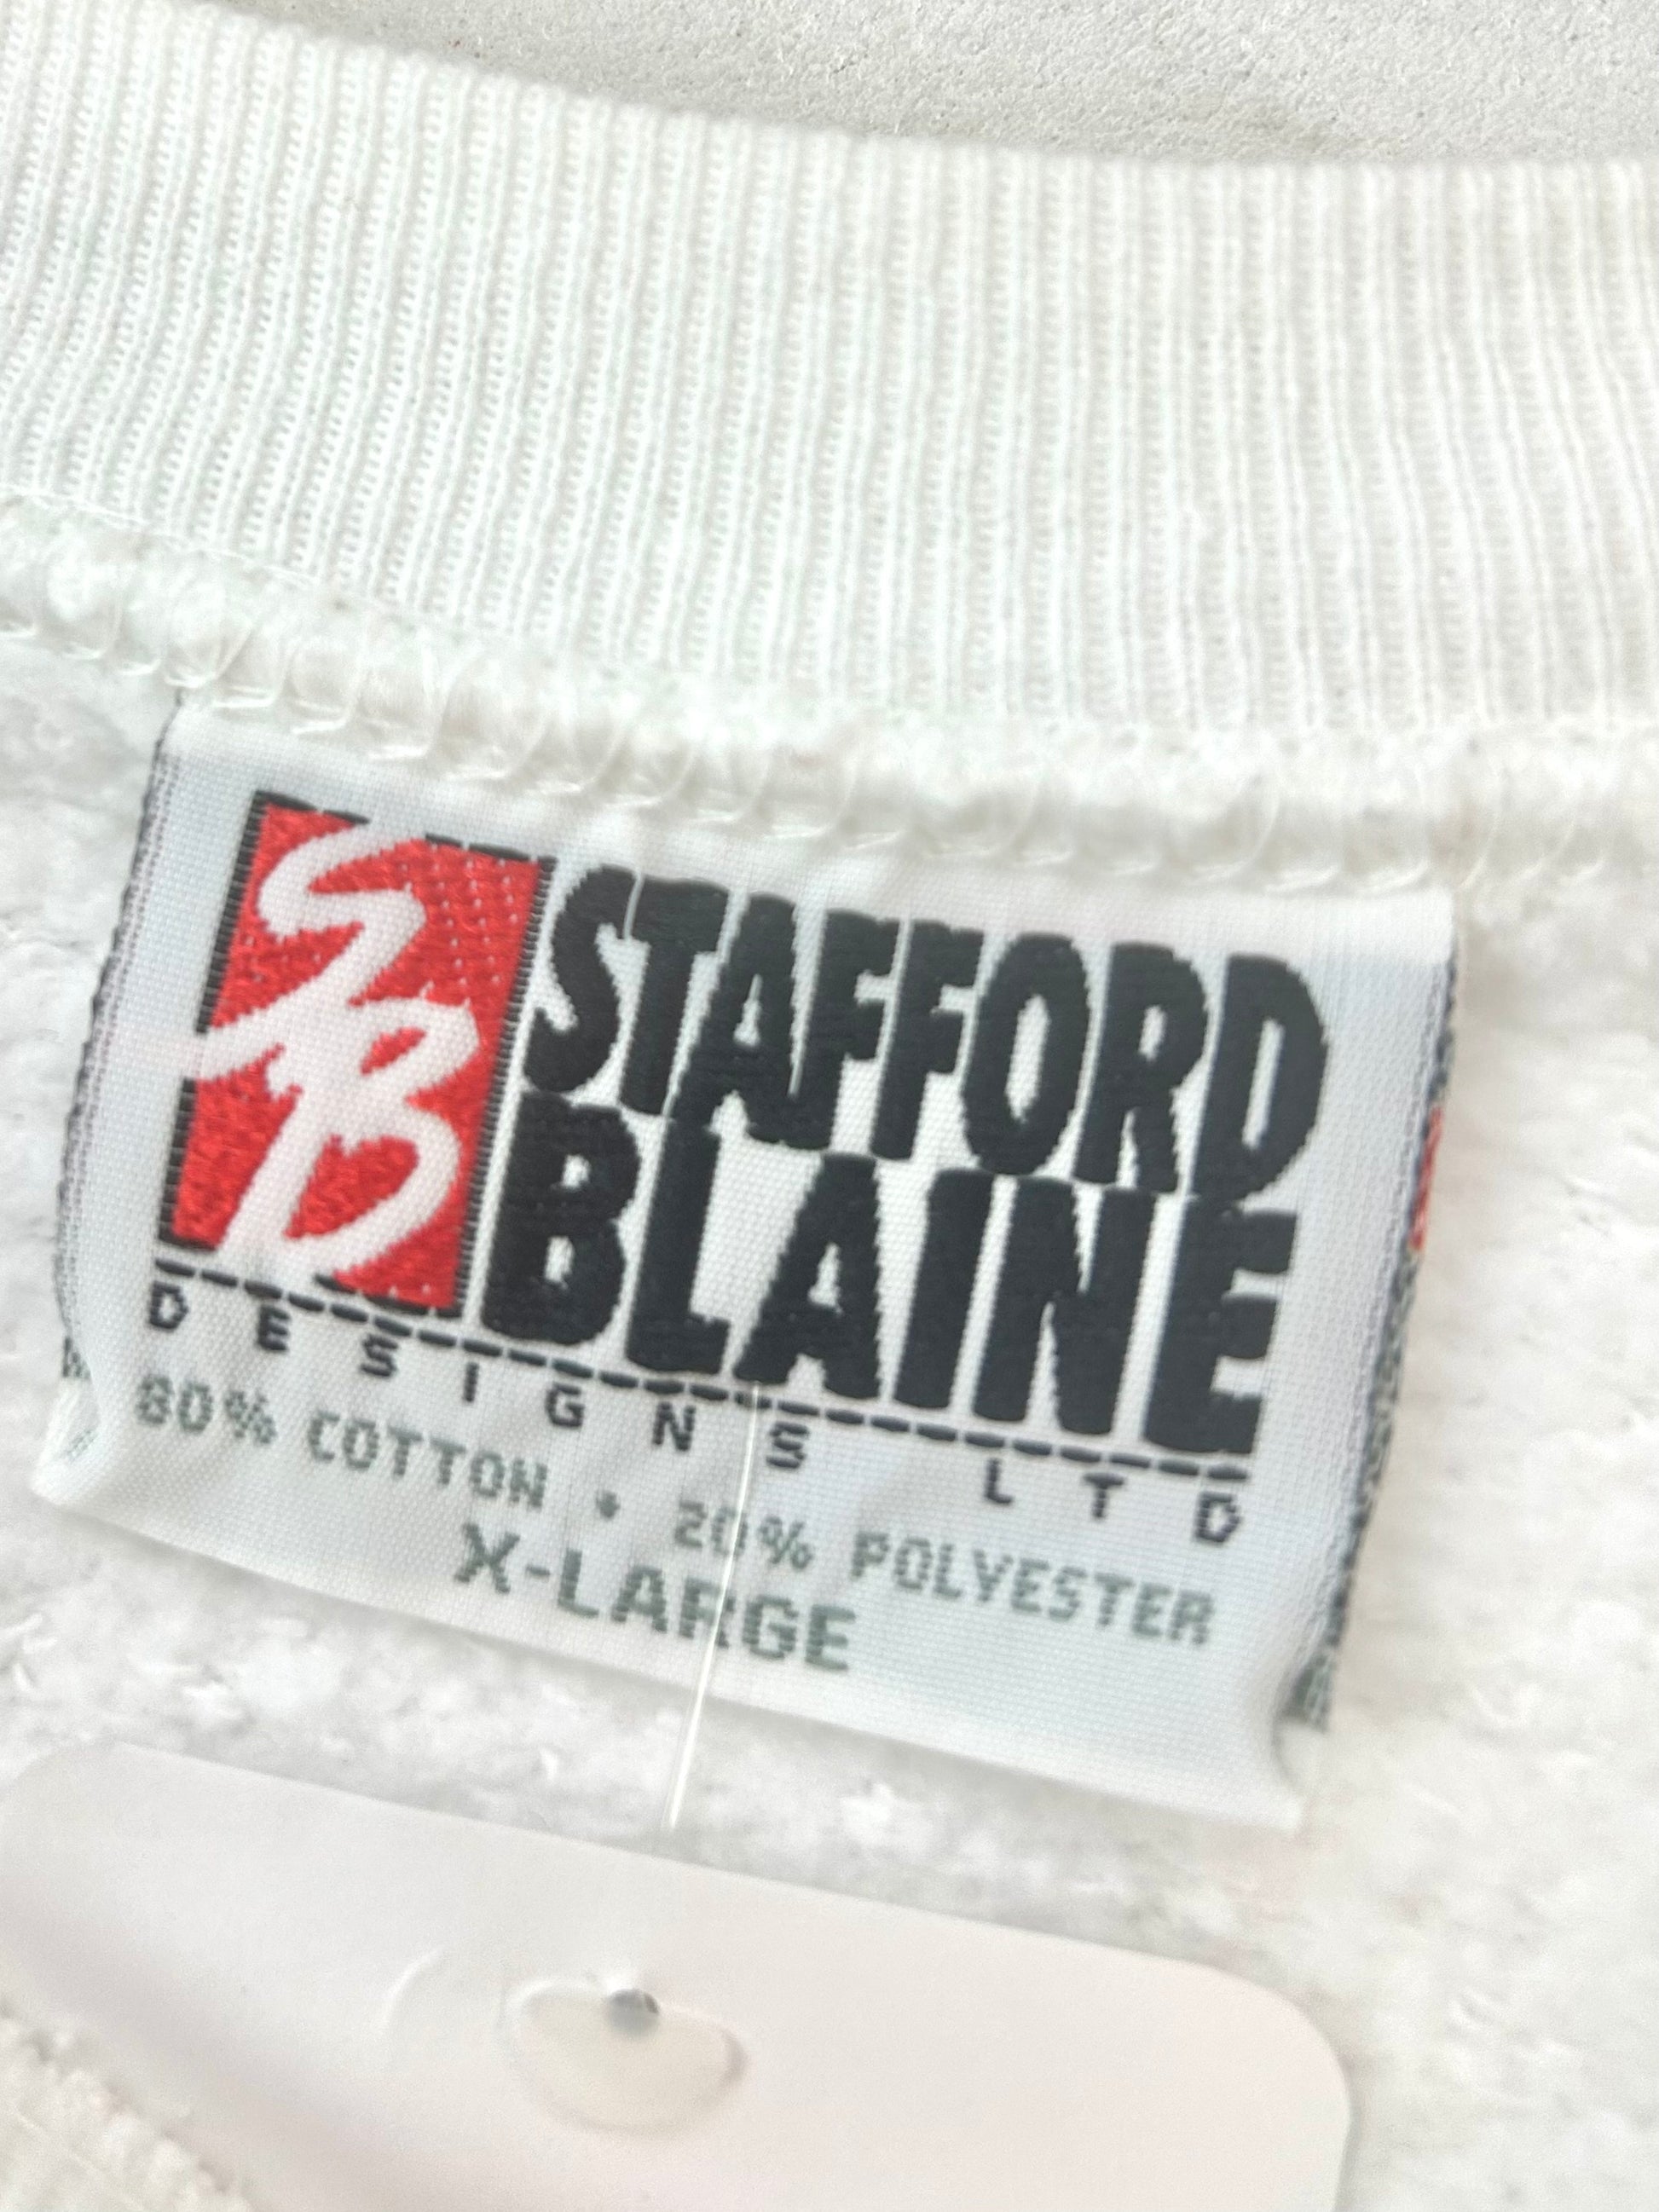 SB
STAFFORD
BLAINE
DESIGNS LTD
80% COTTON • 20% POLYESTER
X-LARGE